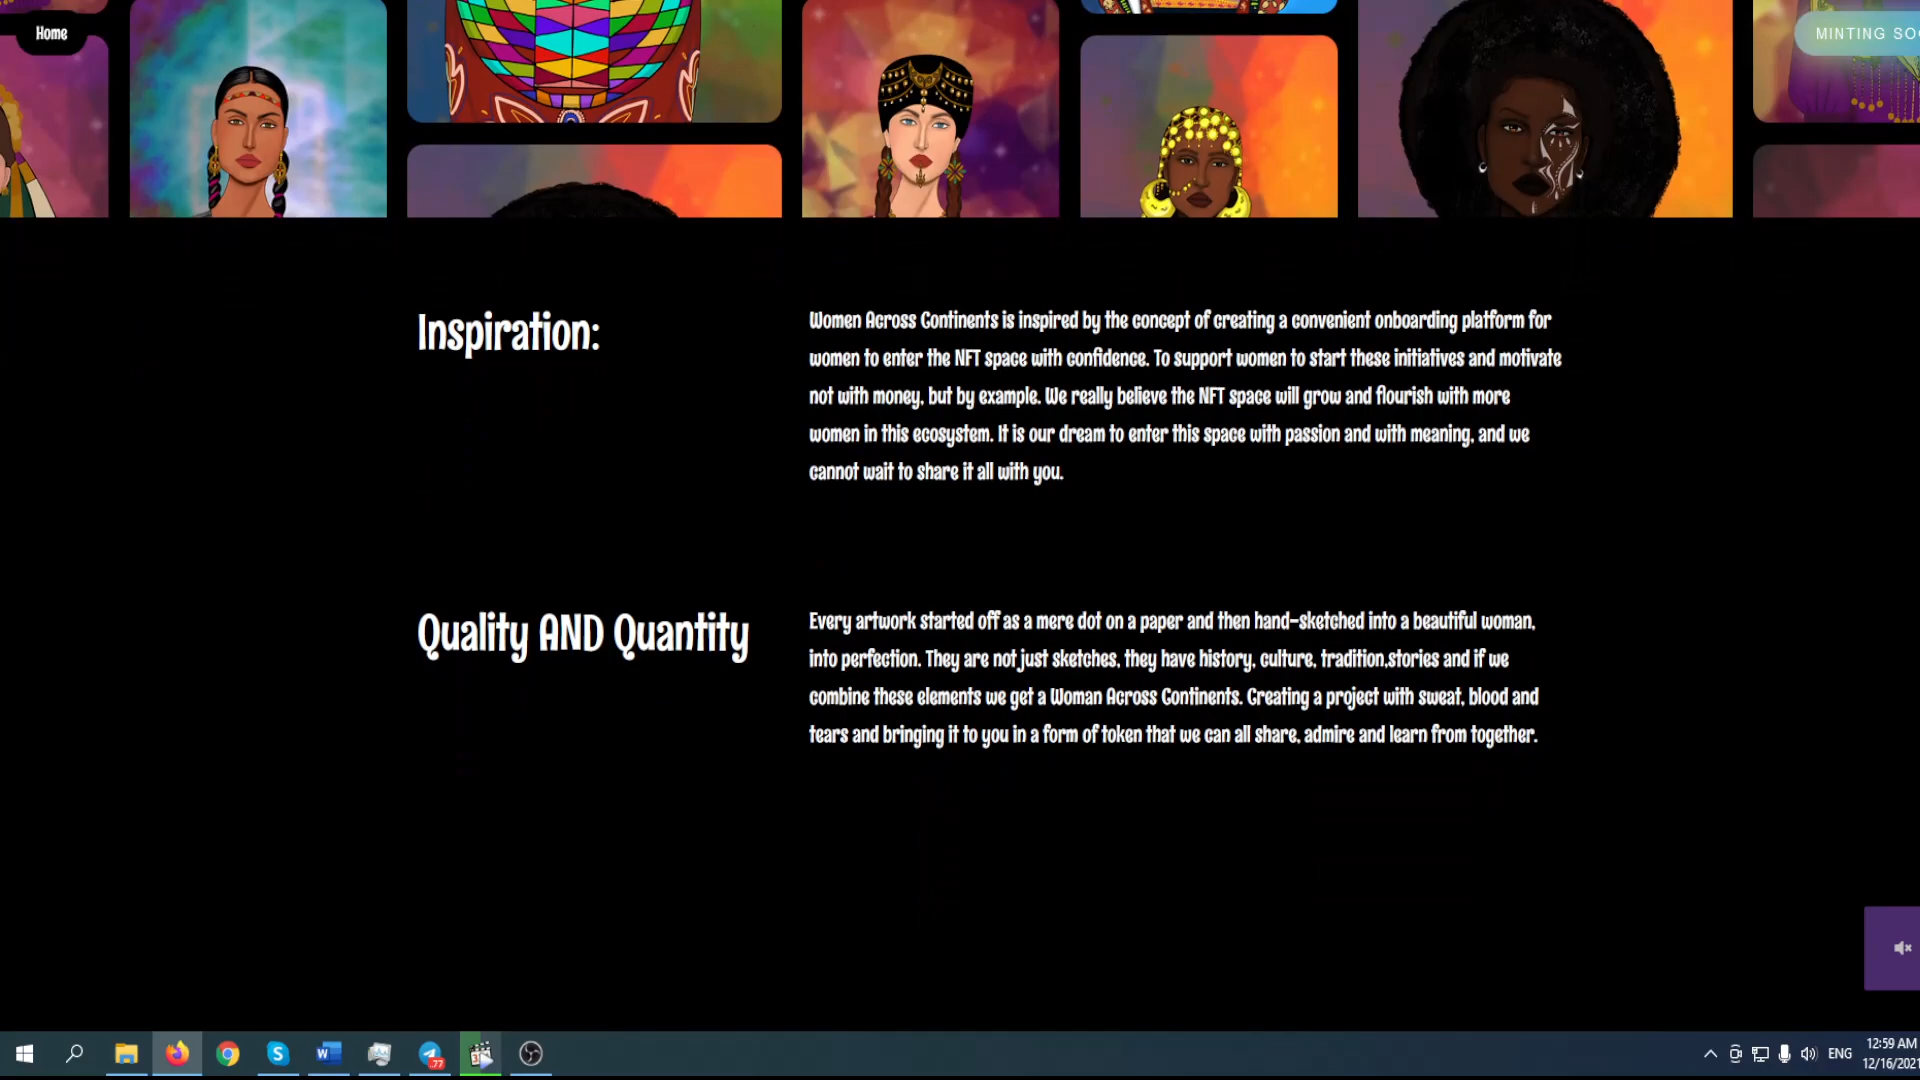 Home
MINTING SOO
Inspiration:
Women Across Continents is inspired by the concept of creating a convenient onboarding platform for
women to enter the NFT space with confidence. To support women to start these initiatives and motivate
not with money, but by example. We really believe the NFT space will grow and flourish with more
women in this ecosystem. It is our dream to enter this space with passion and with meaning, and we
cannot wait to share it all with you.
Quality AND Quantity
Every artwork started off as a mere dot on a paper and then hand-sketched into a beautiful woman,
into perfection. They are not just sketches, they have history, culture, tradition,stories and if we
combine these elements we get a Woman Across Continents. Creating a project with sweat, blood and
tears and bringing it to you in a form of token that we can all share, admire and learn from together.
77
ENG
12:59 AM
12/16/2021